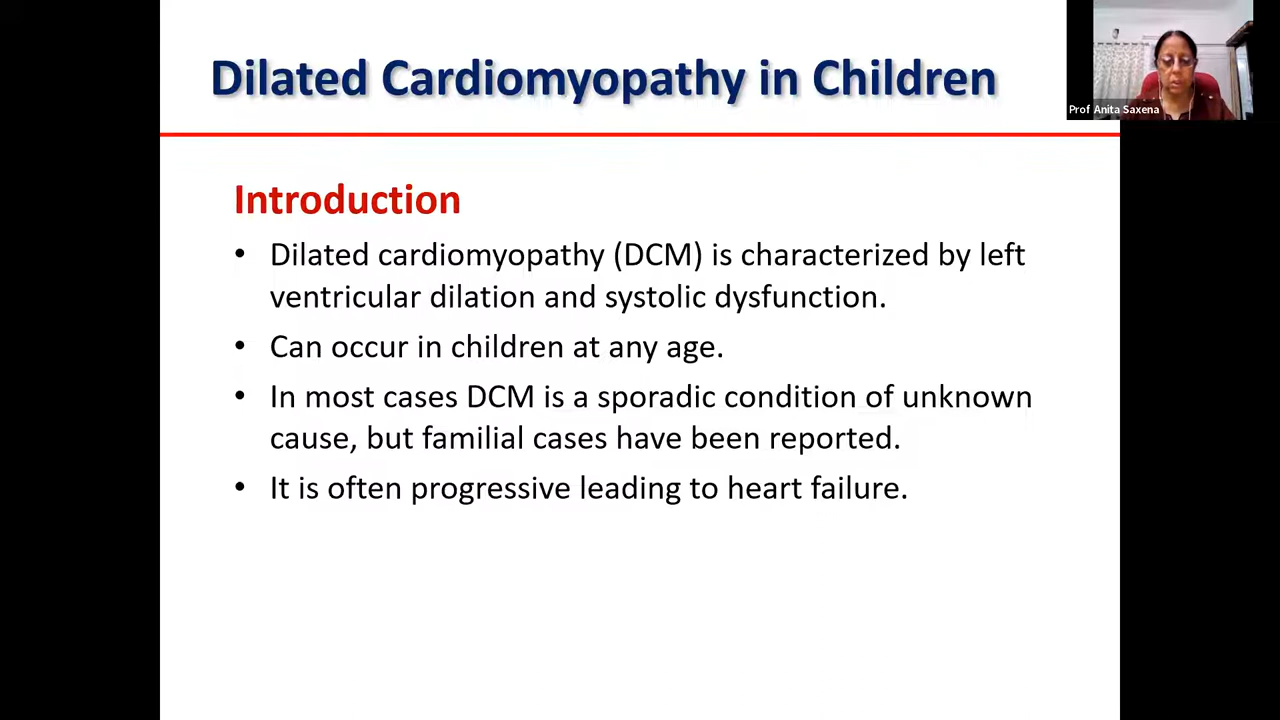 Dilated Cardiomyopathy in Children
Prof Anita Saxena
Introduction
• Dilated cardiomyopathy (DCM) is characterized by left
ventricular dilation and systolic dysfunction.
• Can occur in children at any age.
• In most cases DCM is a sporadic condition of unknown
cause, but familial cases have been reported.
• It is often progressive leading to heart failure.